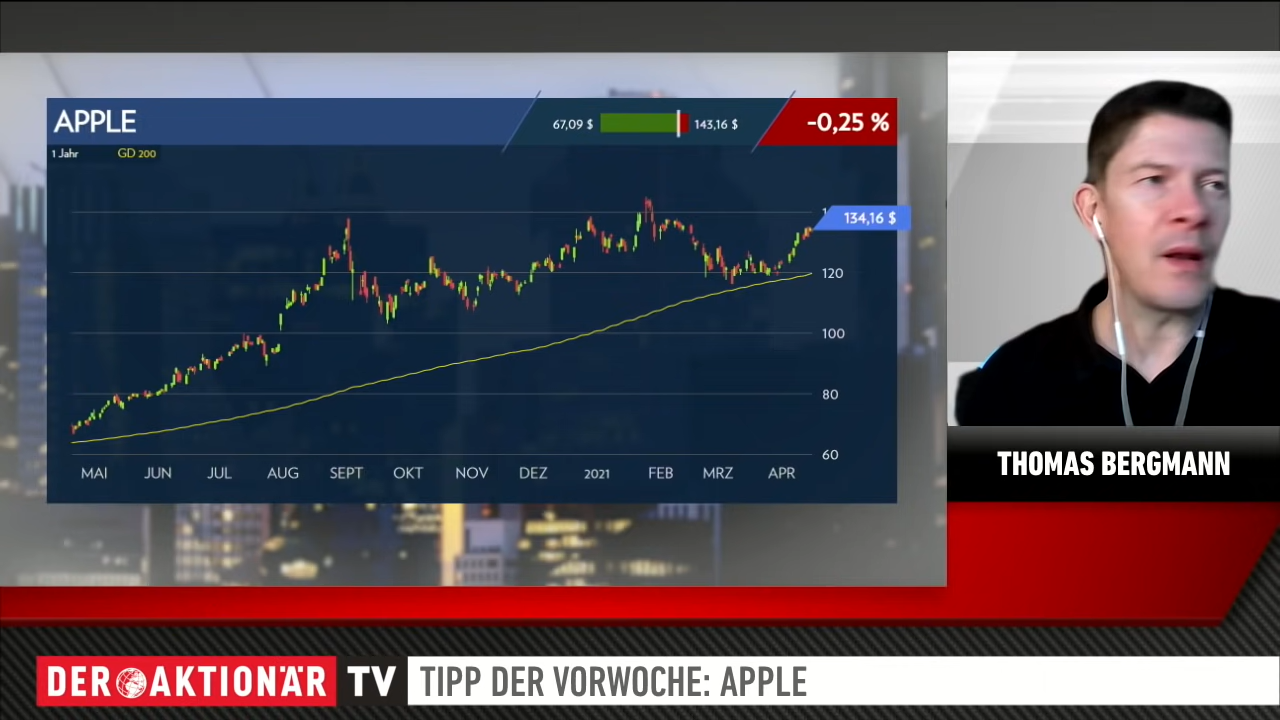 APPLE
67,09 $
143,16 $
-0,25 %
1 Jahr
GD 200
134,16 $
120
100
80
60
MAI
JUN
JUL
AUG
SEPT
OKT
NOV
DEZ
2021
FEB
MRZ
APR
THOMAS BERGMANN
DER AKTIONÄR TV
TIPP DER VORWOCHE: APPLE